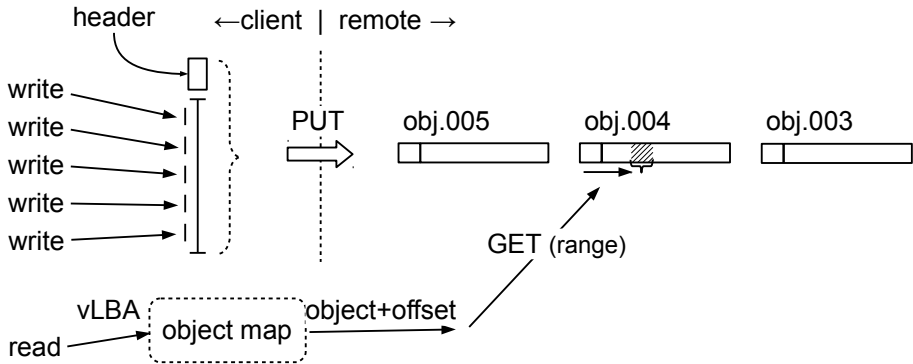 header
←client | remote →
write
write
write
write
write
PUT
obj.005
obj.004
obj.003
GET (range)
vLBA
object+offset
read
object map